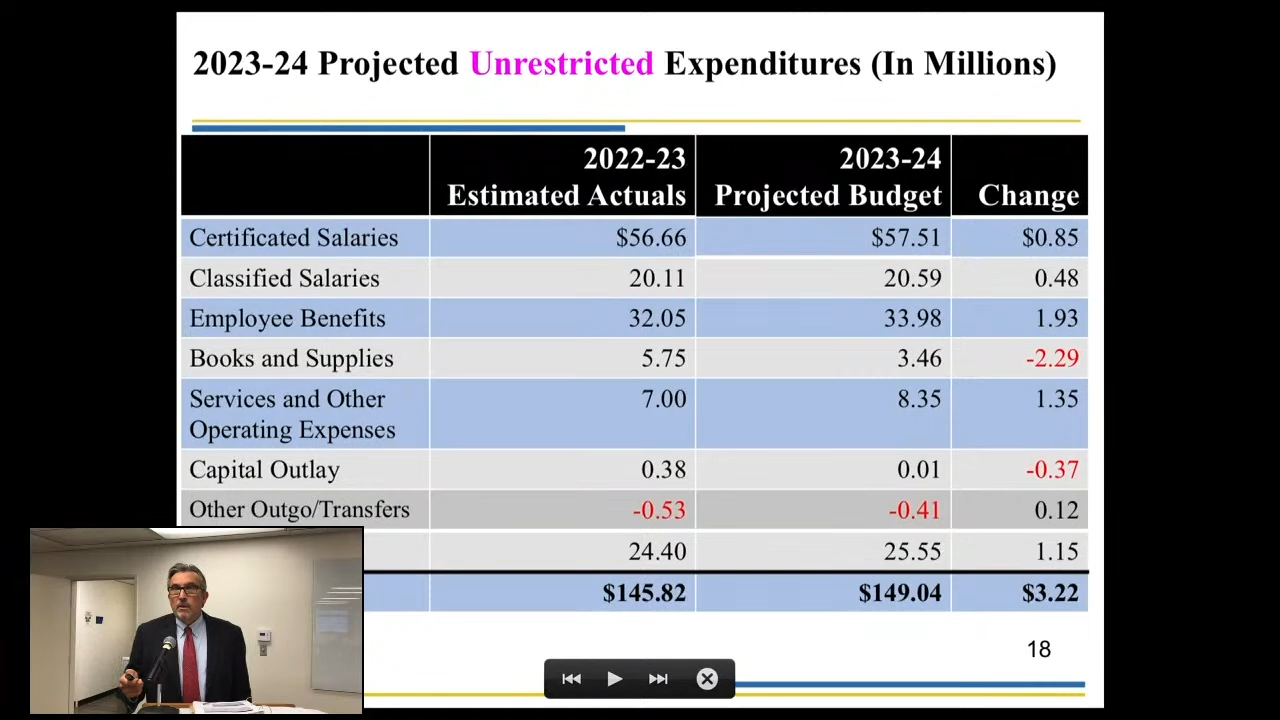 2023-24 Projected Unrestricted Expenditures (In Millions)
2022-23 Estimated Actuals 2023-24 Projected Budget Change
Certificated Salaries $56.66 $57.51 $0.85
Classified Salaries 20.11 20.59 0.48
Employee Benefits 32.05 33.98 1.93
Books and Supplies 5.75 3.46 -2.29
Services and Other Operating Expenses 7.00 8.35 1.35
Capital Outlay 0.38 0.01 -0.37
Other Outgo/Transfers -0.53 -0.41 0.12
24.40 25.55 1.15
$145.82 $149.04 $3.22
18